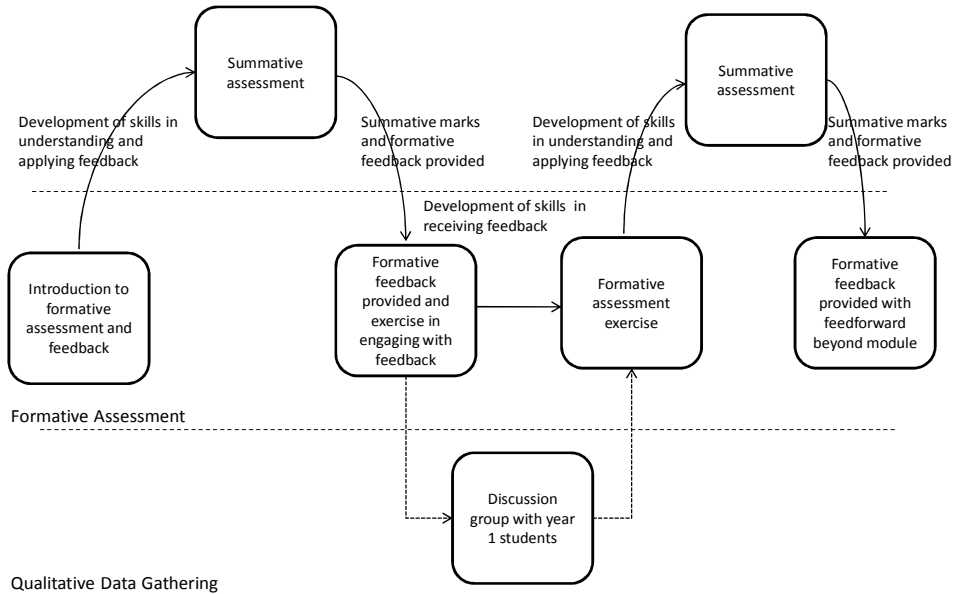 Summative
assessment
Summative
assessment
Development of skills in
understanding and
applying feedback
Summative marks
and formative
feedback provided
Development of skills
in understanding and
applying feedback
Summative marks
and formative
feedback provided
Development of skills in
receiving feedback
Introduction to
formative
assessment and
feedback
Formative
feedback
provided and
exercise in
engaging with
feedback
Formative
assessment
exercise
Formative
feedback
provided with
feedforward
beyond module
Formative Assessment
Discussion
group with year
1 students
Qualitative Data Gathering